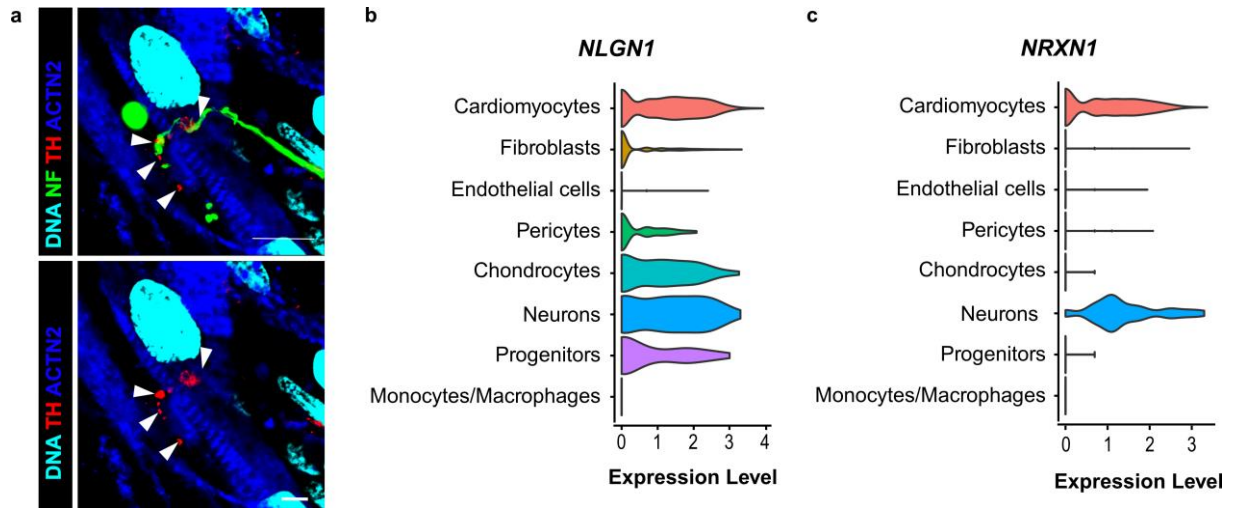 a
DNA NF TH ACTN2
DNA TH ACTN2
b
NLGN1
Cardiomyocytes
Fibroblasts
Endothelial cells
Pericytes
Chondrocytes
Neurons
Progenitors
Monocytes/Macrophages
0 1 2 3 4
Expression Level
c
NRXN1
Cardiomyocytes
Fibroblasts
Endothelial cells
Pericytes
Chondrocytes
Neurons
Progenitors
Monocytes/Macrophages
0 1 2 3
Expression Level